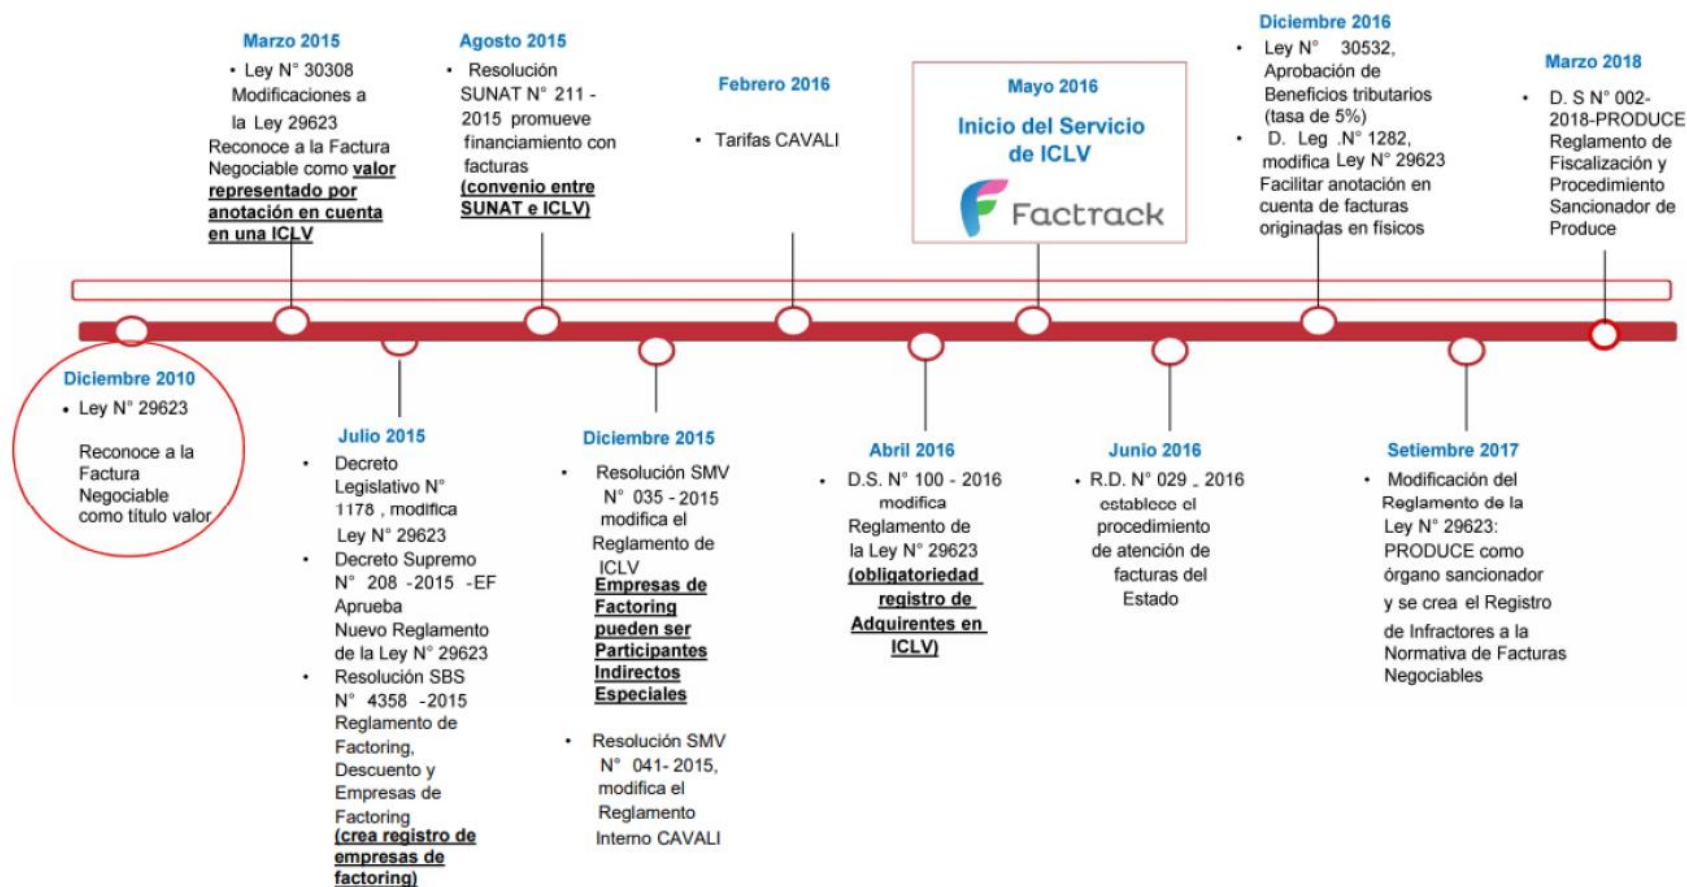 Marzo 2015
• Ley N° 30308
Modificaciones a
la Ley 29623
Reconoce a la Factura
Negociable como valor
representado por
anotación en cuenta
en una ICLV
Agosto 2015
• Resolución
SUNAT N° 211 -
2015 promueve
financiamiento con
facturas
(convenio entre
SUNAT e ICLV)
Febrero 2016
• Tarifas CAVALI
Mayo 2016
Inicio del Servicio
de ICLV
Factrack
Diciembre 2016
• Ley N° 30532,
Aprobación de
Beneficios tributarios
(tasa de 5%)
• D. Leg .N° 1282,
modifica Ley N° 29623
Facilitar anotación en
cuenta de facturas
originadas en físicos
Marzo 2018
• D. S N° 002-
2018-PRODUCE
Reglamento de
Fiscalización y
Procedimiento
Sancionador de
Produce
Diciembre 2010
• Ley N° 29623
Reconoce a la
Factura
Negociable
como título valor
Julio 2015
• Decreto
Legislativo N°
1178 , modifica
Ley N° 29623
• Decreto Supremo
N° 208 -2015 -EF
Aprueba
Nuevo Reglamento
de la Ley N° 29623
• Resolución SBS
N° 4358 -2015
Reglamento de
Factoring,
Descuento y
Empresas de
Factoring
(crea registro de
empresas de
factoring)
Diciembre 2015
• Resolución SMV
N° 035 - 2015
modifica el
Reglamento de
ICLV
Empresas de
Factoring
pueden ser
Participantes
Indirectos
Especiales
• Resolución SMV
N° 041- 2015,
modifica el
Reglamento
Interno CAVALI
Abril 2016
• D.S. N° 100 - 2016
modifica
Reglamento de
la Ley N° 29623
(obligatoriedad
registro de
Adquirentes en
ICLV)
Junio 2016
• R.D. N° 029 - 2016
establece el
procedimiento
de atención de
facturas del
Estado
Setiembre 2017
• Modificación del
Reglamento de la
Ley N° 29623:
PRODUCE como
órgano sancionador
y se crea el Registro
de Infractores a la
Normativa de Facturas
Negociables